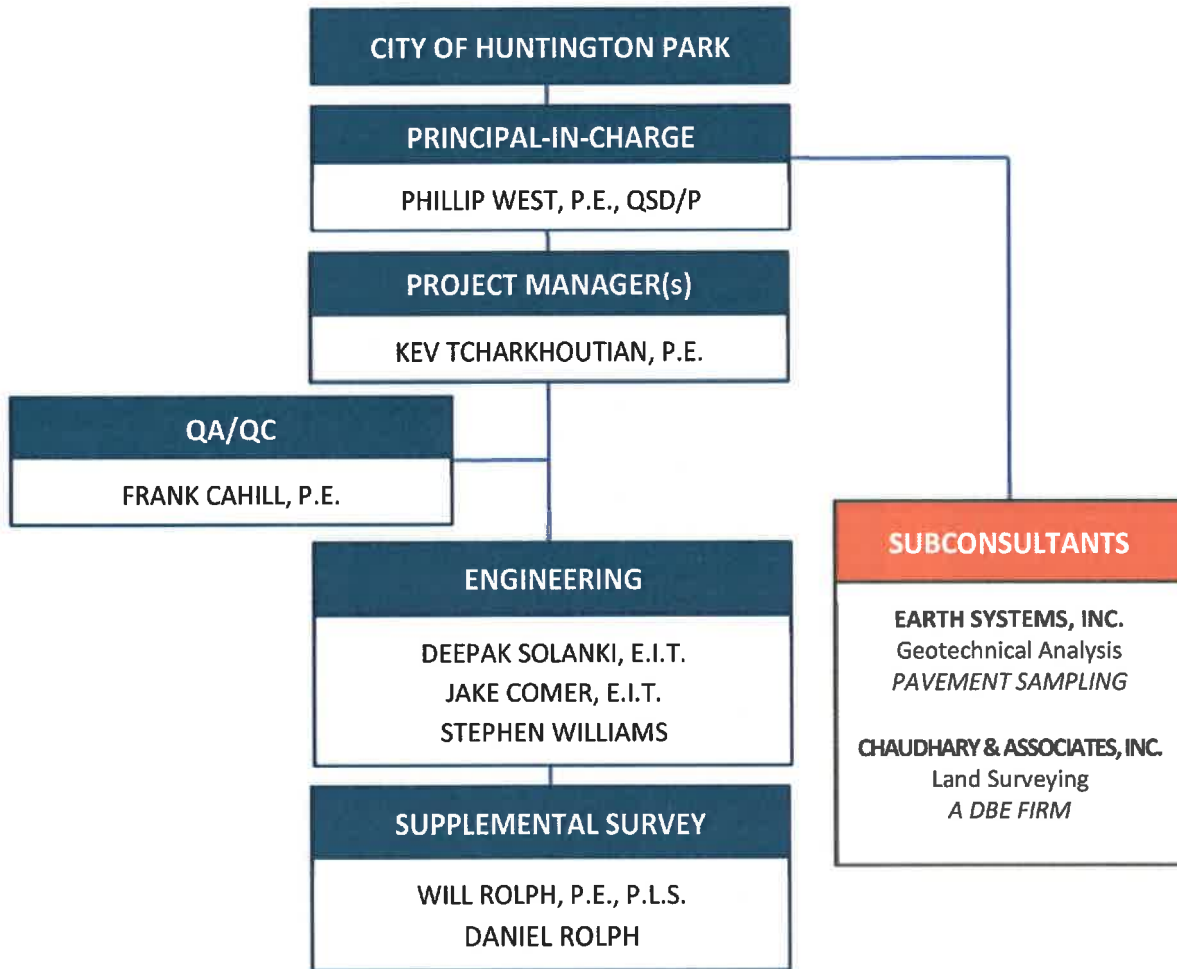 CITY OF HUNTINGTON PARK
PRINCIPAL-IN-CHARGE
PHILLIP WEST, P.E., QSD/P
PROJECT MANAGER(s)
KEV TCHARKHOUTIAN, P.E.
QA/QC
FRANK CAHILL, P.E.
ENGINEERING
DEEPAK SOLANKI, E.I.T.
JAKE COMER, E.I.T.
STEPHEN WILLIAMS
SUPPLEMENTAL SURVEY
WILL ROLPH, P.E., P.L.S.
DANIEL ROLPH
SUBCONSULTANTS
EARTH SYSTEMS, INC.
Geotechnical Analysis
PAVEMENT SAMPLING
CHAUDHARY & ASSOCIATES, INC.
Land Surveying
A DBE FIRM